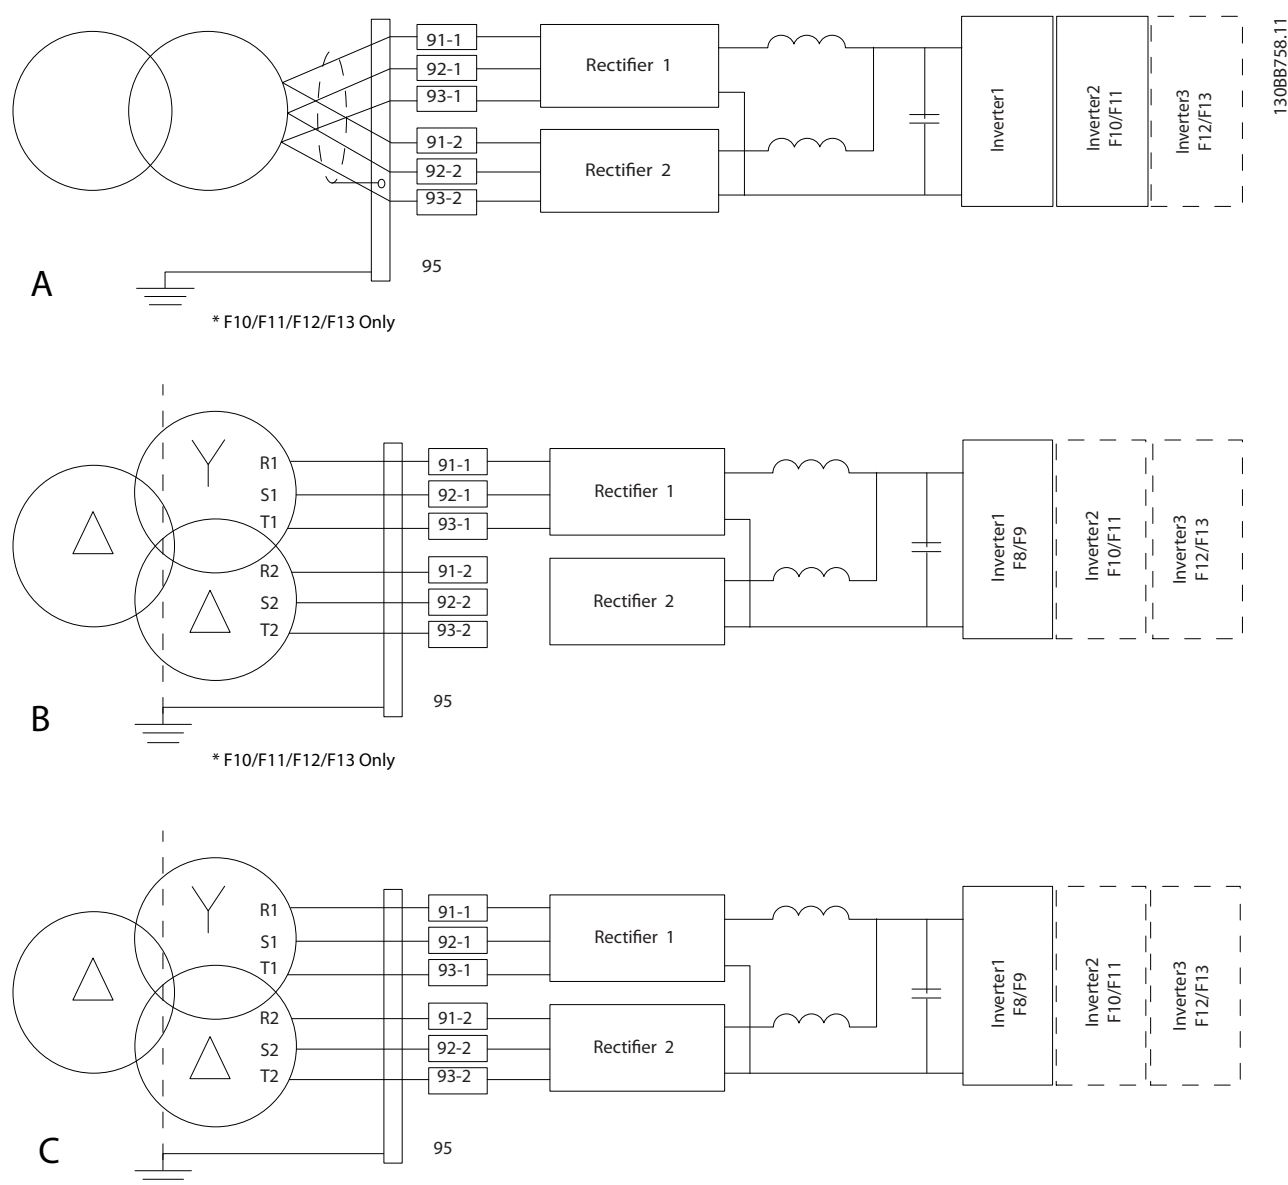 130BB758.11
91-1
92-1
93-1
91-2
92-2
93-2
Rectifier 1
Rectifier 2
Inverter1
Inverter2
F10/F11
Inverter3
F12/F13
95
A
* F10/F11/F12/F13 Only
R1
S1
T1
R2
S2
T2
91-1
92-1
93-1
91-2
92-2
93-2
Rectifier 1
Rectifier 2
Inverter1
F8/F9
Inverter2
F10/F11
Inverter3
F12/F13
95
B
* F10/F11/F12/F13 Only
R1
S1
T1
R2
S2
T2
91-1
92-1
93-1
91-2
92-2
93-2
Rectifier 1
Rectifier 2
Inverter1
F8/F9
Inverter2
F10/F11
Inverter3
F12/F13
95
C